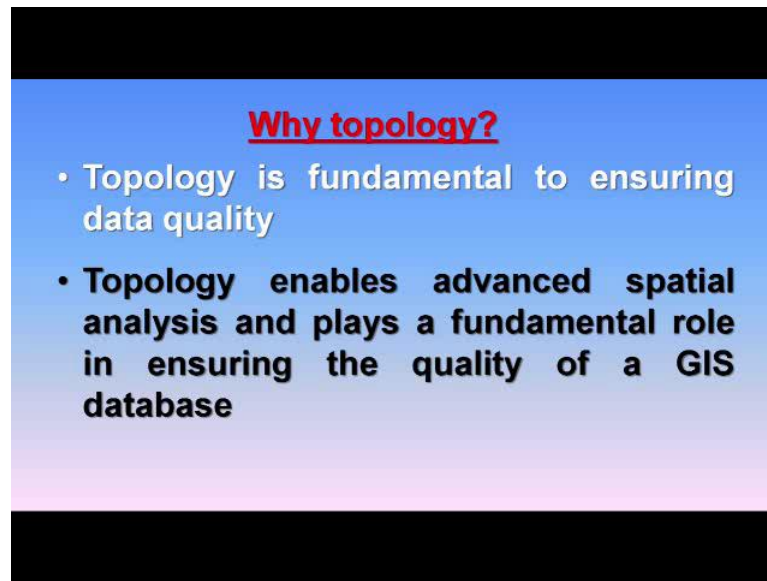 Why topology?
• Topology is fundamental to ensuring
data quality
• Topology enables advanced spatial
analysis and plays a fundamental role
in ensuring the quality of a GIS
database